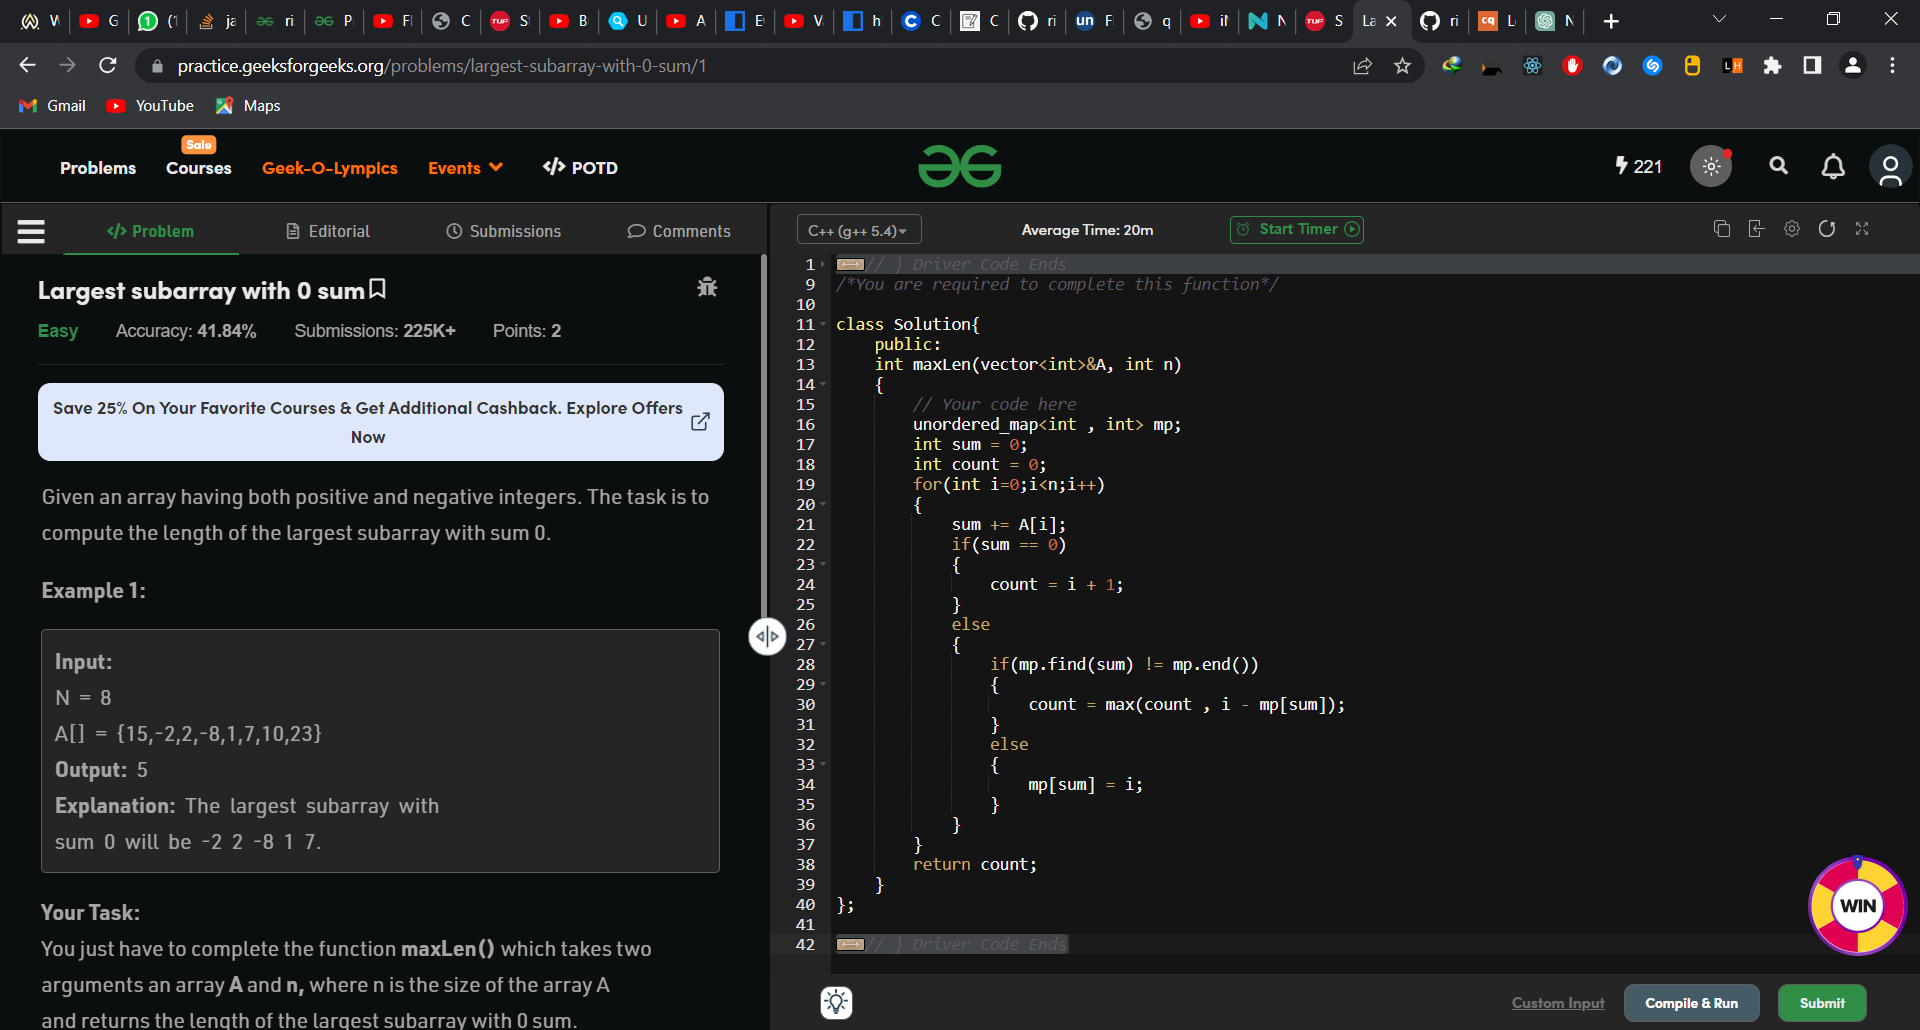 W
G
(1
ja
ri
P
Fl
C
S
B
U
A
E
V
h
C
C
ri
Fi
q
il
N
S
La
ri
L
N
practice.geeksforgeeks.org/problems/largest-subarray-with-0-sum/1
Gmail
YouTube
Maps
Sale
Problems
Courses
Geek-O-Lympics
Events
</> POTD
221
</> Problem
Editorial
Submissions
Comments
C++ (g++ 5.4)
Average Time: 20m
Start Timer
Largest subarray with 0 sum
Easy
Accuracy: 41.84%
Submissions: 225K+
Points: 2
Save 25% On Your Favorite Courses & Get Additional Cashback. Explore Offers
Now
Given an array having both positive and negative integers. The task is to
compute the length of the largest subarray with sum 0.
Example 1:
Input:
N = 8
A[] = {15,-2,2,-8,1,7,10,23}
Output: 5
Explanation: The largest subarray with
sum 0 will be -2 2 -8 1 7.
Your Task:
You just have to complete the function maxLen() which takes two
arguments an array A and n, where n is the size of the array A
and returns the length of the largest subarray with 0 sum.
1 // } Driver Code Ends
9 /*You are required to complete this function*/
10
11 class Solution{
12 public:
13 int maxLen(vector<int>&A, int n)
14 {
15 // Your code here
16 unordered_map<int , int> mp;
17 int sum = 0;
18 int count = 0;
19 for(int i=0;i<n;i++)
20 {
21 sum += A[i];
22 if(sum == 0)
23 {
24 count = i + 1;
25 }
26 else
27 {
28 if(mp.find(sum) != mp.end())
29 {
30 count = max(count , i - mp[sum]);
31 }
32 else
33 {
34 mp[sum] = i;
35 }
36 }
37 }
38 return count;
39 }
40 };
41
42 // } Driver Code Ends
WIN
Custom Input
Compile & Run
Submit